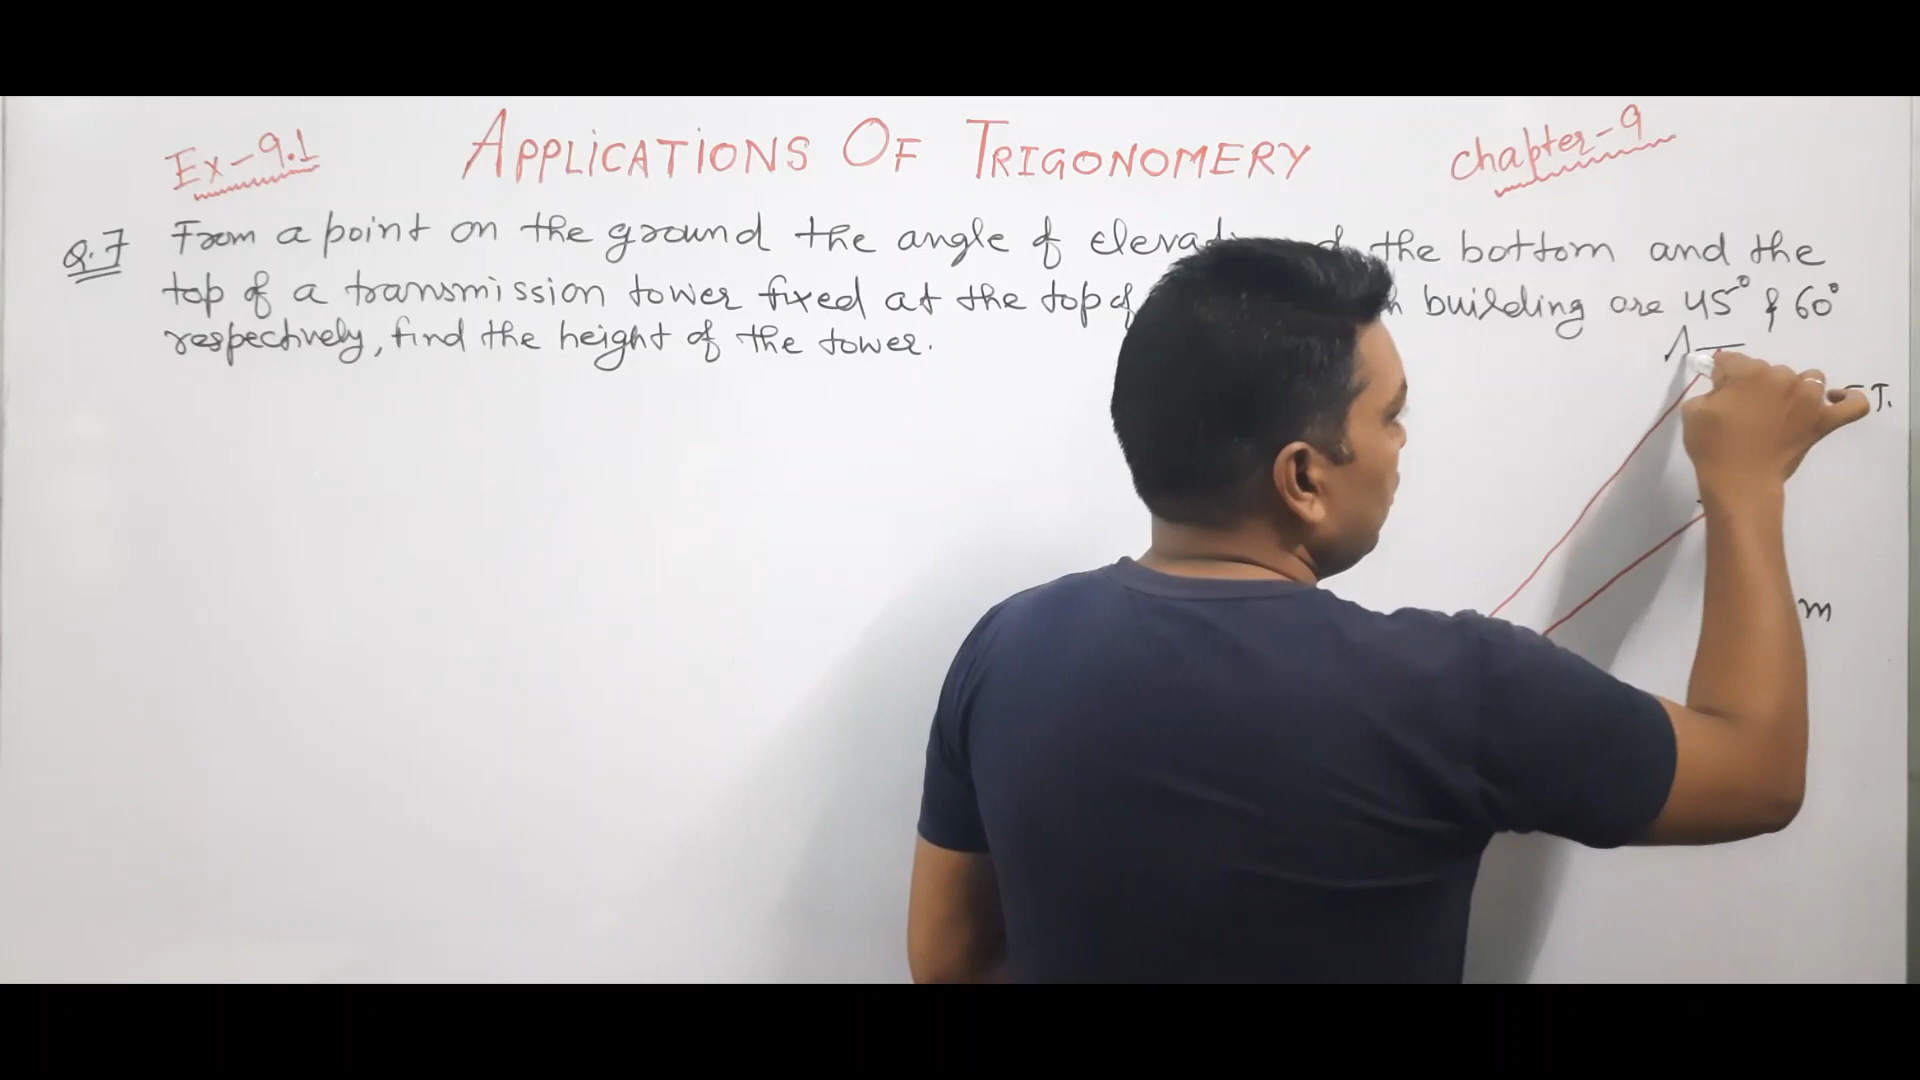 Ex-9.1 APPLiCATiONS OF TRIGONOMERY Chapter-9
Q.7 From a point on the ground the angle of the bottom and the
top of a transmission tower fixed at the top of building are 45° & 60°
respectively, find the height of the tower.
T.
m